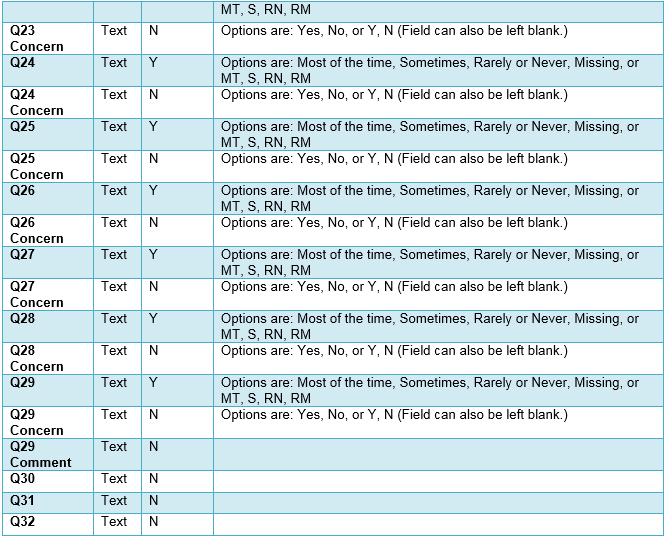 MT, S, RN, RM
Q23 Text N Options are: Yes, No, or Y, N (Field can also be left blank.)
Concern
Q24 Text Y Options are: Most of the time, Sometimes, Rarely or Never, Missing, or
MT, S, RN, RM
Q24 Text N Options are: Yes, No, or Y, N (Field can also be left blank.)
Concern
Q25 Text Y Options are: Most of the time, Sometimes, Rarely or Never, Missing, or
MT, S, RN, RM
Q25 Text N Options are: Yes, No, or Y, N (Field can also be left blank.)
Concern
Q26 Text Y Options are: Most of the time, Sometimes, Rarely or Never, Missing, or
MT, S, RN, RM
Q26 Text N Options are: Yes, No, or Y, N (Field can also be left blank.)
Concern
Q27 Text Y Options are: Most of the time, Sometimes, Rarely or Never, Missing, or
MT, S, RN, RM
Q27 Text N Options are: Yes, No, or Y, N (Field can also be left blank.)
Concern
Q28 Text Y Options are: Most of the time, Sometimes, Rarely or Never, Missing, or
MT, S, RN, RM
Q28 Text N Options are: Yes, No, or Y, N (Field can also be left blank.)
Concern
Q29 Text Y Options are: Most of the time, Sometimes, Rarely or Never, Missing, or
MT, S, RN, RM
Q29 Text N Options are: Yes, No, or Y, N (Field can also be left blank.)
Concern
Q29 Text N
Comment
Q30 Text N
Q31 Text N
Q32 Text N